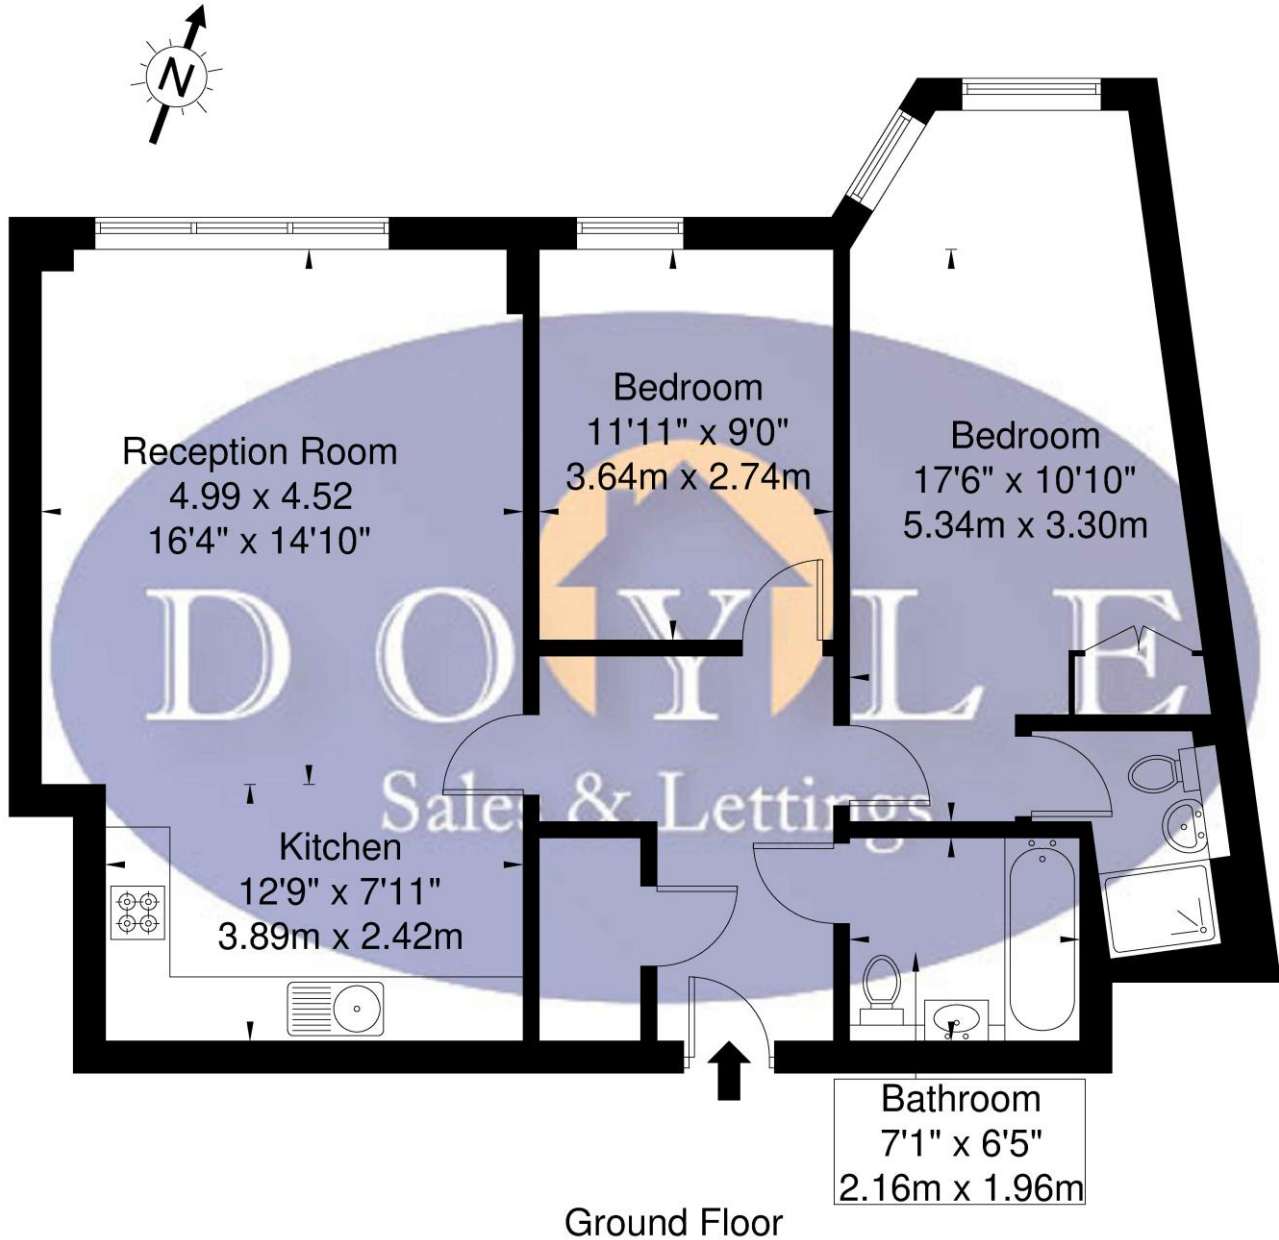 N
Bedroom
11'11" x 9'0"
3.64m x 2.74m
Bedroom
17'6" x 10'10"
5.34m x 3.30m
Reception Room
4.99 x 4.52
16'4" x 14'10"
DOYLE
Sales & Lettings
Kitchen
12'9" x 7'11"
3.89m x 2.42m
Bathroom
7'1" x 6'5"
2.16m x 1.96m
Ground Floor